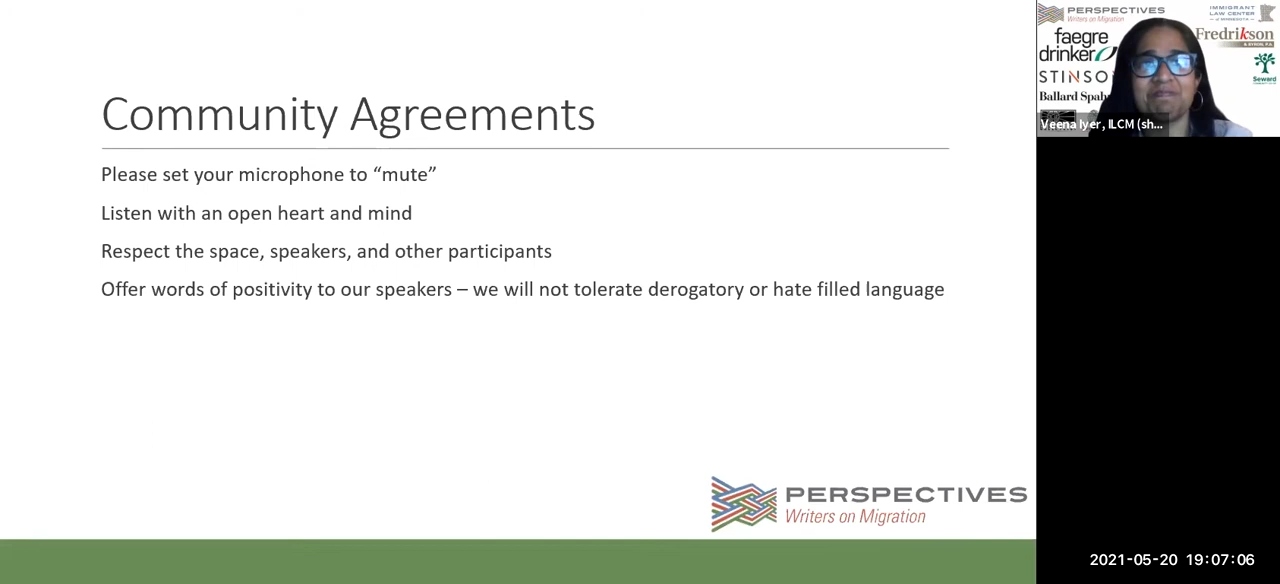 Community Agreements
Please set your microphone to “mute”
Listen with an open heart and mind
Respect the space, speakers, and other participants
Offer words of positivity to our speakers – we will not tolerate derogatory or hate filled language
PERSPECTIVES
Writers on Migration
PERSPECTIVES
Writers on Migration
IMMIGRANT
LAW CENTER
OF MINNESOTA
faegre
drinker
Fredrikson
& BYRON, P.A.
STINSO
Seward
Ballard Spah
Veena Iyer, ILCM (sh...
2021-05-20 19:07:06